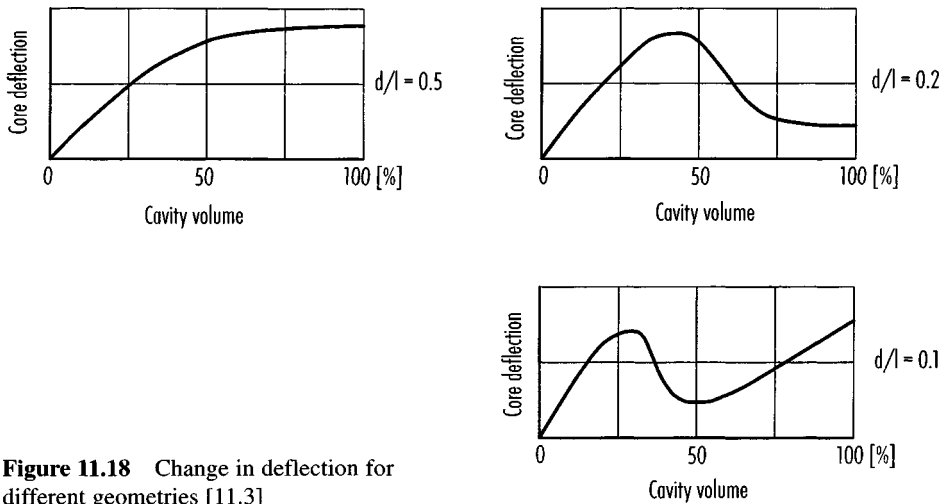 Core deflection
d/l = 0.5
0 50 100 [%]
Cavity volume
Core deflection
d/l = 0.2
0 50 100 [%]
Cavity volume
Core deflection
d/l = 0.1
0 50 100 [%]
Cavity volume
Figure 11.18 Change in deflection for
different geometries [11.3]